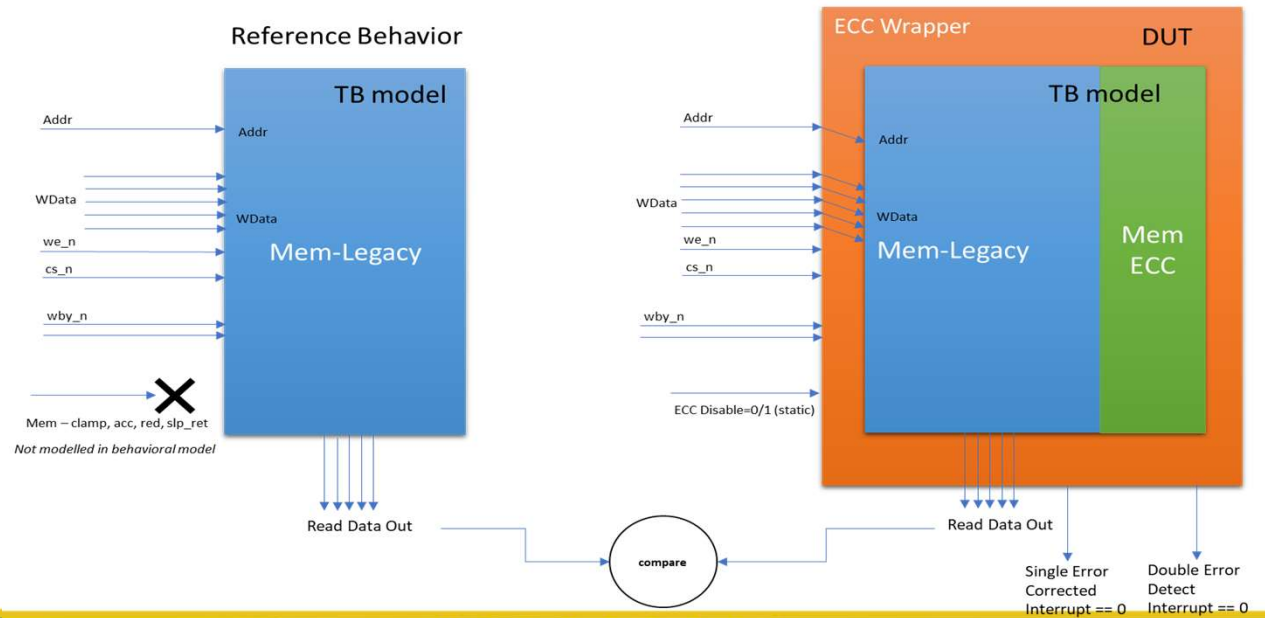 Reference Behavior
TB model
Addr
Addr
WData
WData
we_n
Mem-Legacy
cs_n
wby_n
Mem – clamp, acc, red, slp_ret
Not modelled in behavioral model
Read Data Out
compare
ECC Wrapper
DUT
TB model
Addr
Addr
WData
WData
we_n
Mem-Legacy
cs_n
Mem
ECC
wby_n
ECC Disable=0/1 (static)
Read Data Out
Single Error
Corrected
Interrupt == 0
Double Error
Detect
Interrupt == 0